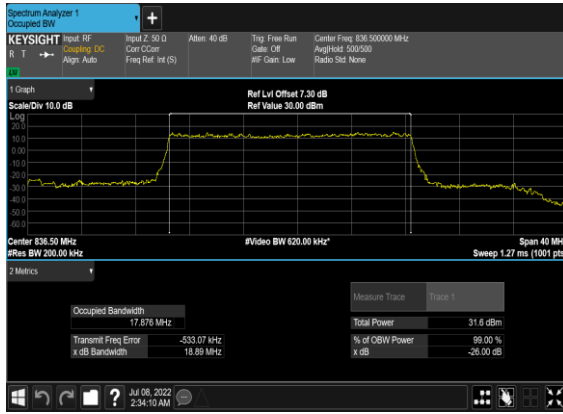 Spectrum Analyzer 1
Occupied BW
+
KEYSIGHT Input: RF Input Z: 50 Ω Atten: 40 dB Trig: Free Run Center Freq: 836.500000 MHz
R T Coupling: DC Corr CCorr Gate: Off Avg|Hold: 500/500
Align: Auto Freq Ref: Int (S) #IF Gain: Low Radio Std: None
LXI
1 Graph
Ref Lvl Offset 7.30 dB
Scale/Div 10.0 dB Ref Value 30.00 dBm
Log
20.0
10.0
0.00
-10.0
-20.0
-30.0
-40.0
-50.0
-60.0
Center 836.50 MHz #Video BW 620.00 kHz* Span 40 MH
#Res BW 200.00 kHz Sweep 1.27 ms (1001 pts
2 Metrics
Measure Trace Trace 1
Occupied Bandwidth
17.876 MHz Total Power 31.6 dBm
Transmit Freq Error -533.07 kHz % of OBW Power 99.00 %
x dB Bandwidth 18.89 MHz x dB -26.00 dB
? Jul 08, 2022
2:34:10 AM